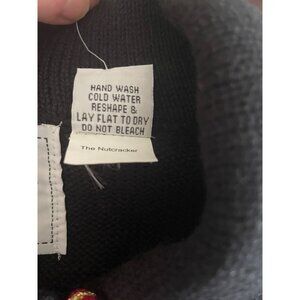 HAND WASH
COLD WATER
RESHAPE &
LAY FLAT TO DRY
DO NOT BLEACH
The Nutcracker